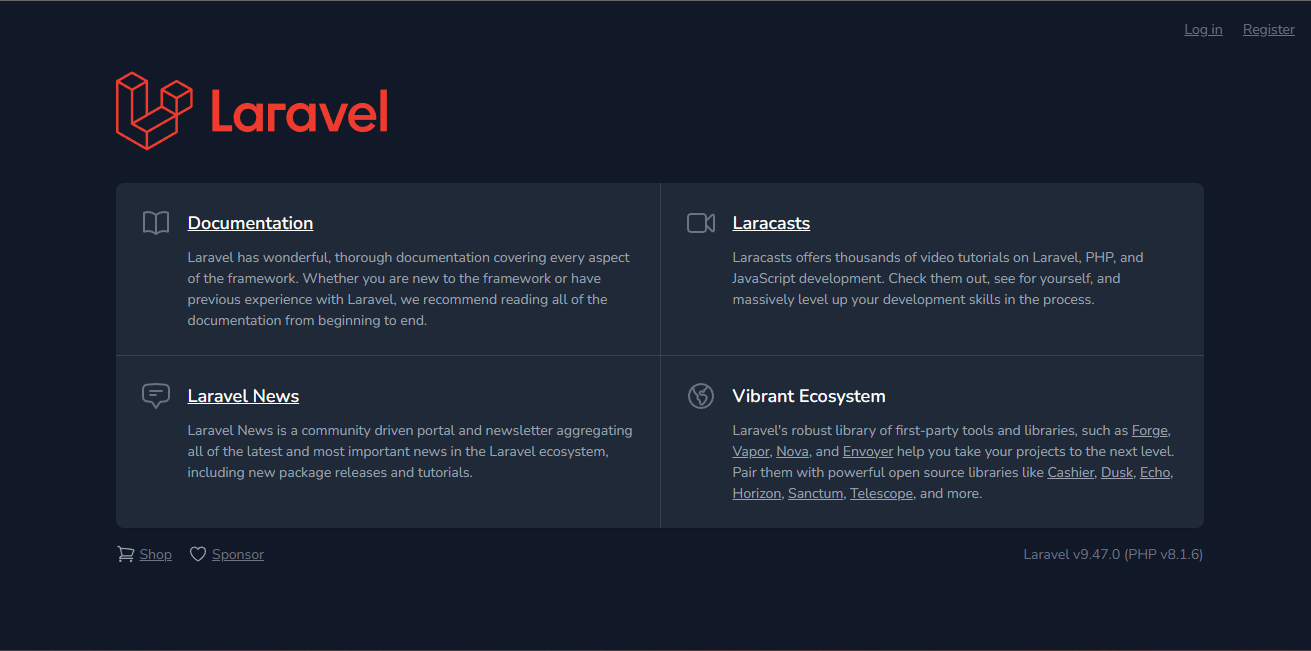 Log in Register
Laravel
Documentation
Laravel has wonderful, thorough documentation covering every aspect
of the framework. Whether you are new to the framework or have
previous experience with Laravel, we recommend reading all of the
documentation from beginning to end.
Laracasts
Laracasts offers thousands of video tutorials on Laravel, PHP, and
JavaScript development. Check them out, see for yourself, and
massively level up your development skills in the process.
Laravel News
Laravel News is a community driven portal and newsletter aggregating
all of the latest and most important news in the Laravel ecosystem,
including new package releases and tutorials.
Vibrant Ecosystem
Laravel's robust library of first-party tools and libraries, such as Forge,
Vapor, Nova, and Envoyer help you take your projects to the next level.
Pair them with powerful open source libraries like Cashier, Dusk, Echo,
Horizon, Sanctum, Telescope, and more.
Shop Sponsor
Laravel v9.47.0 (PHP v8.1.6)